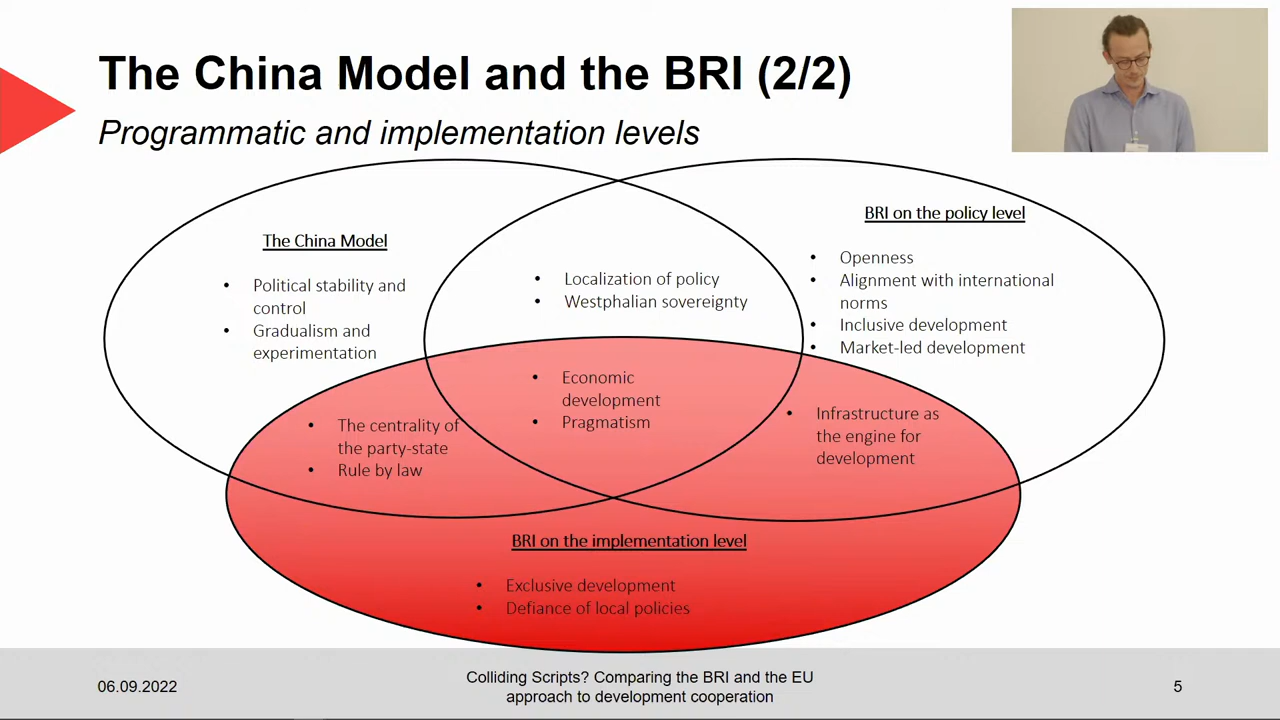 The China Model and the BRI (2/2)
Programmatic and implementation levels
The China Model
• Political stability and
control
• Gradualism and
experimentation
• Localization of policy
• Westphalian sovereignty
BRI on the policy level
• Openness
• Alignment with international
norms
• Inclusive development
• Market-led development
• The centrality of
the party-state
• Rule by law
• Economic
development
• Pragmatism
• Infrastructure as
the engine for
development
BRI on the implementation level
• Exclusive development
• Defiance of local policies
06.09.2022
Colliding Scripts? Comparing the BRI and the EU
approach to development cooperation
5